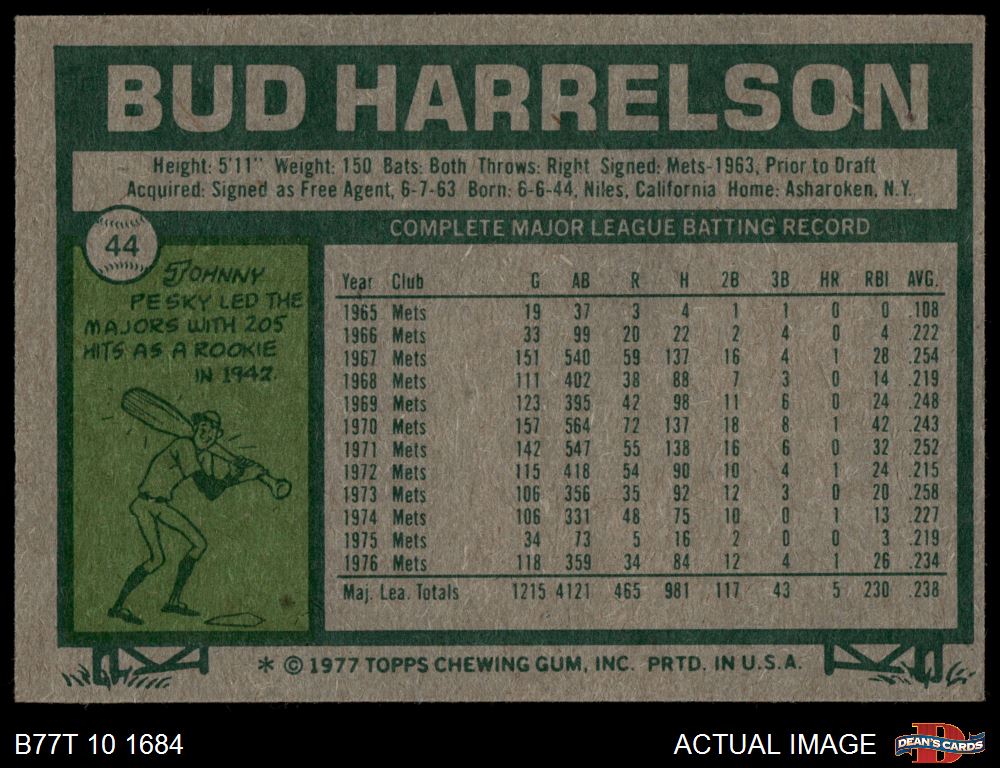 BUD HARRELSON
Height: 5'11" Weight: 150 Bats: Both Throws: Right Signed: Mets-1963, Prior to Draft
Acquired: Signed as Free Agent, 6-7-63 Born: 6-6-44, Niles, California Home: Asharoken, N.Y.
44
JOHNNY
PESKY LED THE
MAJORS WITH 205
HITS AS A ROOKIE
IN 1942.
COMPLETE MAJOR LEAGUE BATTING RECORD
Year Club G AB R H 2B 3B HR RBI AVG.
1965 Mets 19 37 3 4 1 1 0 0 .108
1966 Mets 33 99 20 22 2 4 0 4 .222
1967 Mets 151 540 59 137 16 4 1 28 .254
1968 Mets 111 402 38 88 7 3 0 14 .219
1969 Mets 123 395 42 98 11 6 0 24 .248
1970 Mets 157 564 72 137 18 8 1 42 .243
1971 Mets 142 547 55 138 16 6 0 32 .252
1972 Mets 115 418 54 90 10 4 1 24 .215
1973 Mets 106 356 35 92 12 3 0 20 .258
1974 Mets 106 331 48 75 10 0 1 13 .227
1975 Mets 34 73 5 16 2 0 0 3 .219
1976 Mets 118 359 34 84 12 4 1 26 .234
Maj. Lea. Totals 1215 4121 465 981 117 43 5 230 .238
* © 1977 TOPPS CHEWING GUM, INC. PRTD. IN U.S.A.
B77T 10 1684
ACTUAL IMAGE
DEAN'S CARDS